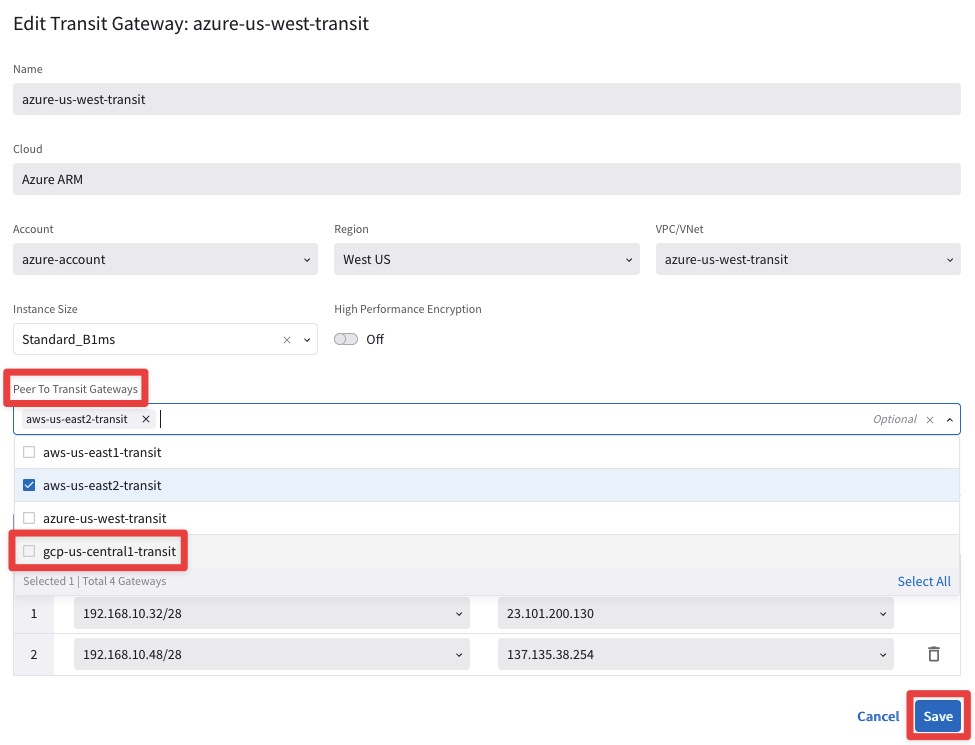 Edit Transit Gateway: azure-us-west-transit
Name
azure-us-west-transit
Cloud
Azure ARM
Account Region VPC/VNet
azure-account West US azure-us-west-transit
Instance Size High Performance Encryption
Standard_B1ms Off
Peer To Transit Gateways
aws-us-east2-transit Optional
aws-us-east1-transit
aws-us-east2-transit
azure-us-west-transit
gcp-us-central1-transit
Selected 1 | Total 4 Gateways Select All
1 192.168.10.32/28 23.101.200.130
2 192.168.10.48/28 137.135.38.254
Cancel Save